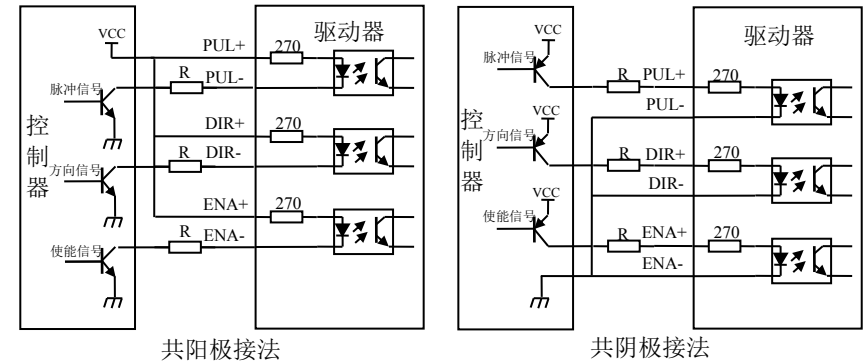 VCC
PUL+
270
驱动器
脉冲信号
R
PUL-
控制器
DIR+
270
方向信号
R
DIR-
ENA+
270
使能信号
R
ENA-
共阳极接法
VCC
驱动器
脉冲信号
R
PUL+
270
PUL-
控制器
VCC
方向信号
R
DIR+
270
DIR-
VCC
使能信号
R
ENA+
270
ENA-
共阴极接法